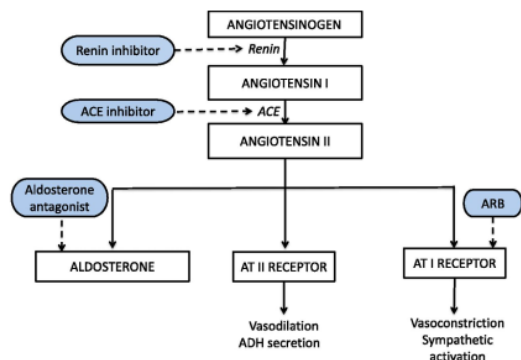 ANGIOTENSINOGEN
Renin inhibitor
Renin
ANGIOTENSIN I
ACE inhibitor
ACE
ANGIOTENSIN II
Aldosterone
antagonist
ARB
ALDOSTERONE
AT II RECEPTOR
AT I RECEPTOR
Vasodilation
ADH secretion
Vasoconstriction
Sympathetic
activation